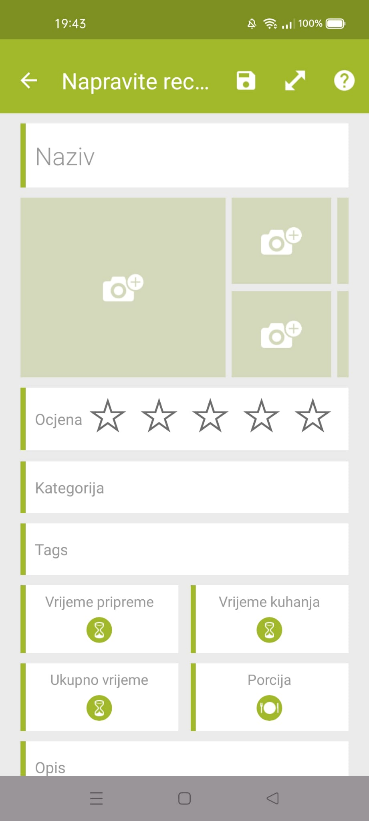 19:43
100%
Napravite rec...
Naziv
Ocjena
Kategorija
Tags
Vrijeme pripreme
Vrijeme kuhanja
Ukupno vrijeme
Porcija
Opis